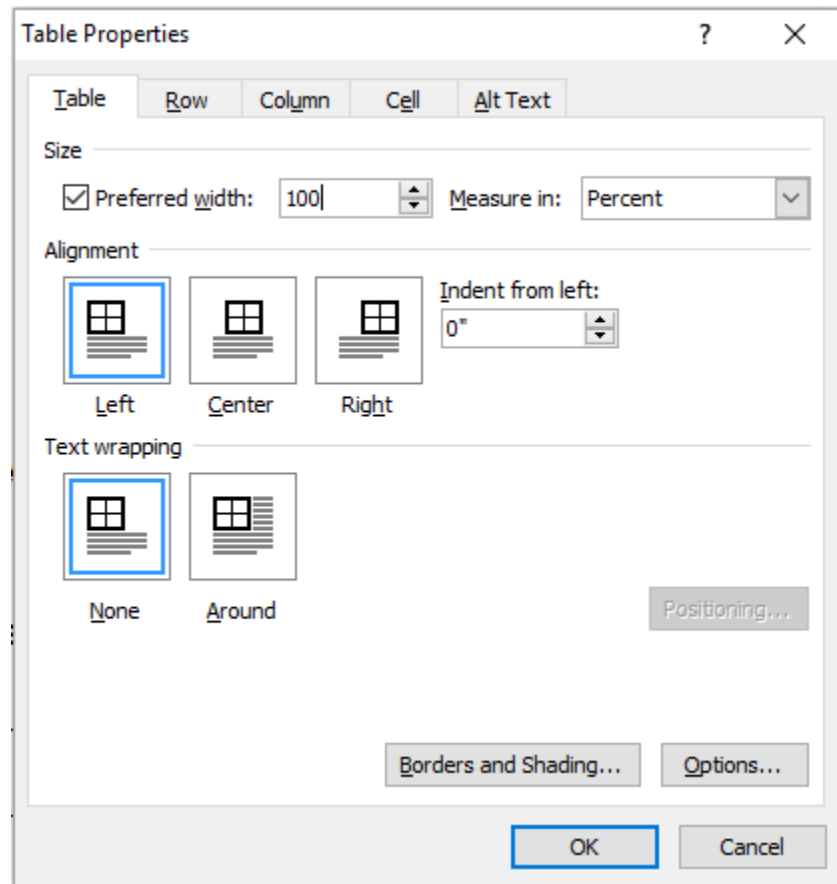 Table Properties ?
Table Row Column Cell Alt Text
Size
Preferred width: 100 Measure in: Percent
Alignment
Indent from left:
0"
Left Center Right
Text wrapping
None Around
Positioning...
Borders and Shading... Options...
OK Cancel